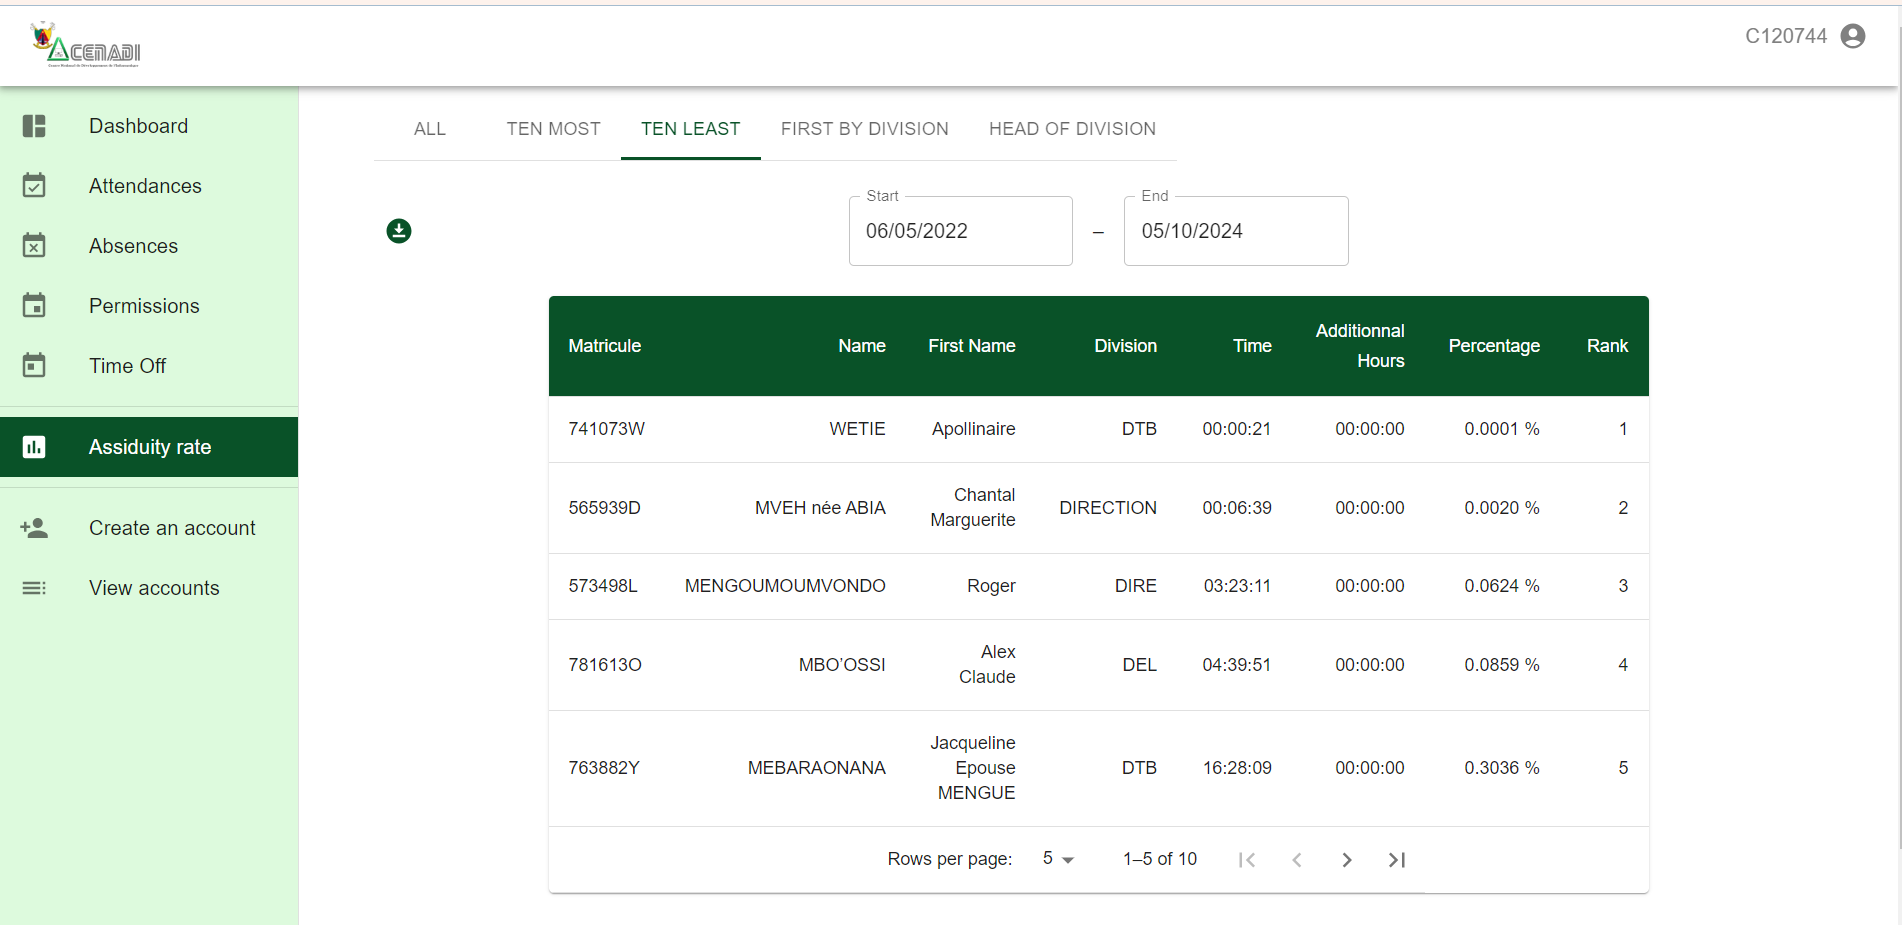 ACENADI
C120744
Dashboard
Attendances
Absences
Permissions
Time Off
Assiduity rate
Create an account
View accounts
ALL TEN MOST TEN LEAST FIRST BY DIVISION HEAD OF DIVISION
Start End
06/05/2022 – 05/10/2024
Matricule Name First Name Division Time Additionnal Hours Percentage Rank
741073W WETIE Apollinaire DTB 00:00:21 00:00:00 0.0001 % 1
565939D MVEH née ABIA Chantal Marguerite DIRECTION 00:06:39 00:00:00 0.0020 % 2
573498L MENGOUMOUMVONDO Roger DIRE 03:23:11 00:00:00 0.0624 % 3
781613O MBO’OSSI Alex Claude DEL 04:39:51 00:00:00 0.0859 % 4
763882Y MEBARAONANA Jacqueline Epouse MENGUE DTB 16:28:09 00:00:00 0.3036 % 5
Rows per page: 5 1–5 of 10